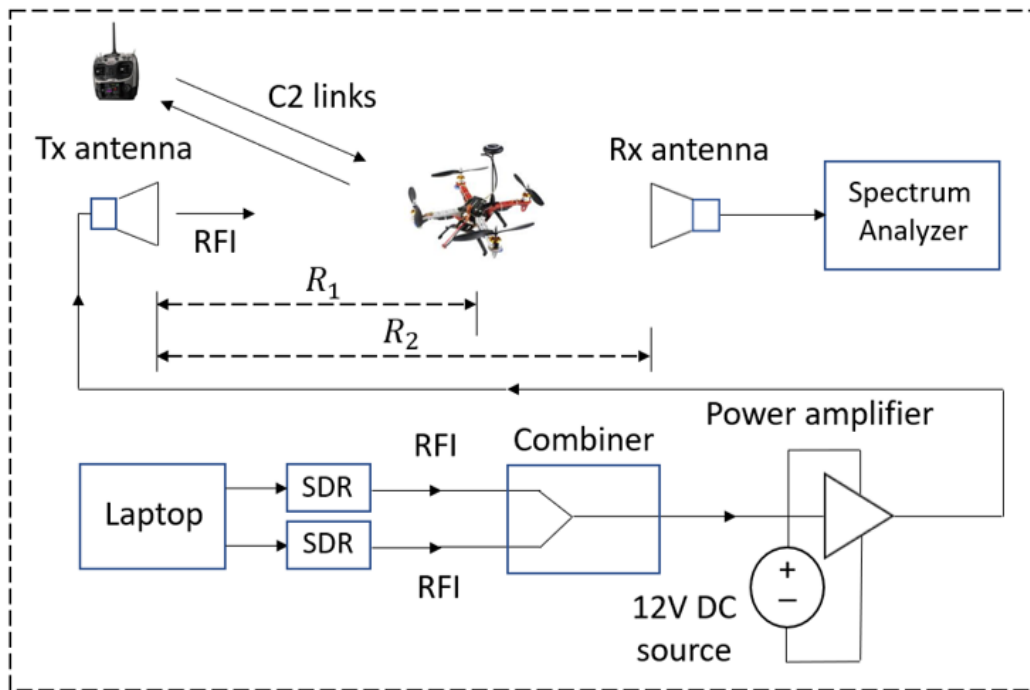 C2 links
Tx antenna
Rx antenna
Spectrum
Analyzer
RFI
R₁
R₂
Power amplifier
Combiner
RFI
Laptop
SDR
SDR
RFI
12V DC
source
+
−